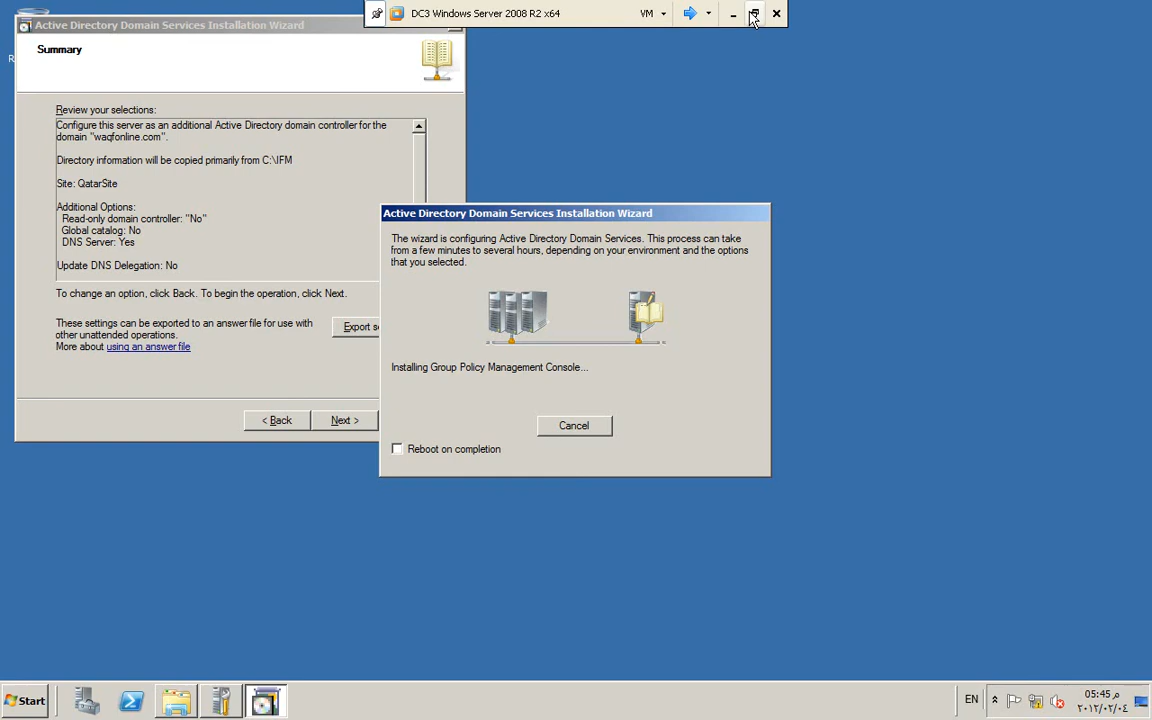 DC3 Windows Server 2008 R2 x64
VM
Active Directory Domain Services Installation Wizard
Summary
R
Review your selections:
Configure this server as an additional Active Directory domain controller for the
domain "waqfonline.com".
Directory information will be copied primarily from C:\IFM
Site: QatarSite
Additional Options:
Read-only domain controller: "No"
Global catalog: No
DNS Server: Yes
Update DNS Delegation: No
To change an option, click Back. To begin the operation, click Next.
These settings can be exported to an answer file for use with
other unattended operations.
More about using an answer file
Export se
< Back
Next >
Active Directory Domain Services Installation Wizard
The wizard is configuring Active Directory Domain Services. This process can take
from a few minutes to several hours, depending on your environment and the options
that you selected.
Installing Group Policy Management Console...
Cancel
Reboot on completion
Start
EN
05:45 م
٢٠١٢/٠٢/٠٤